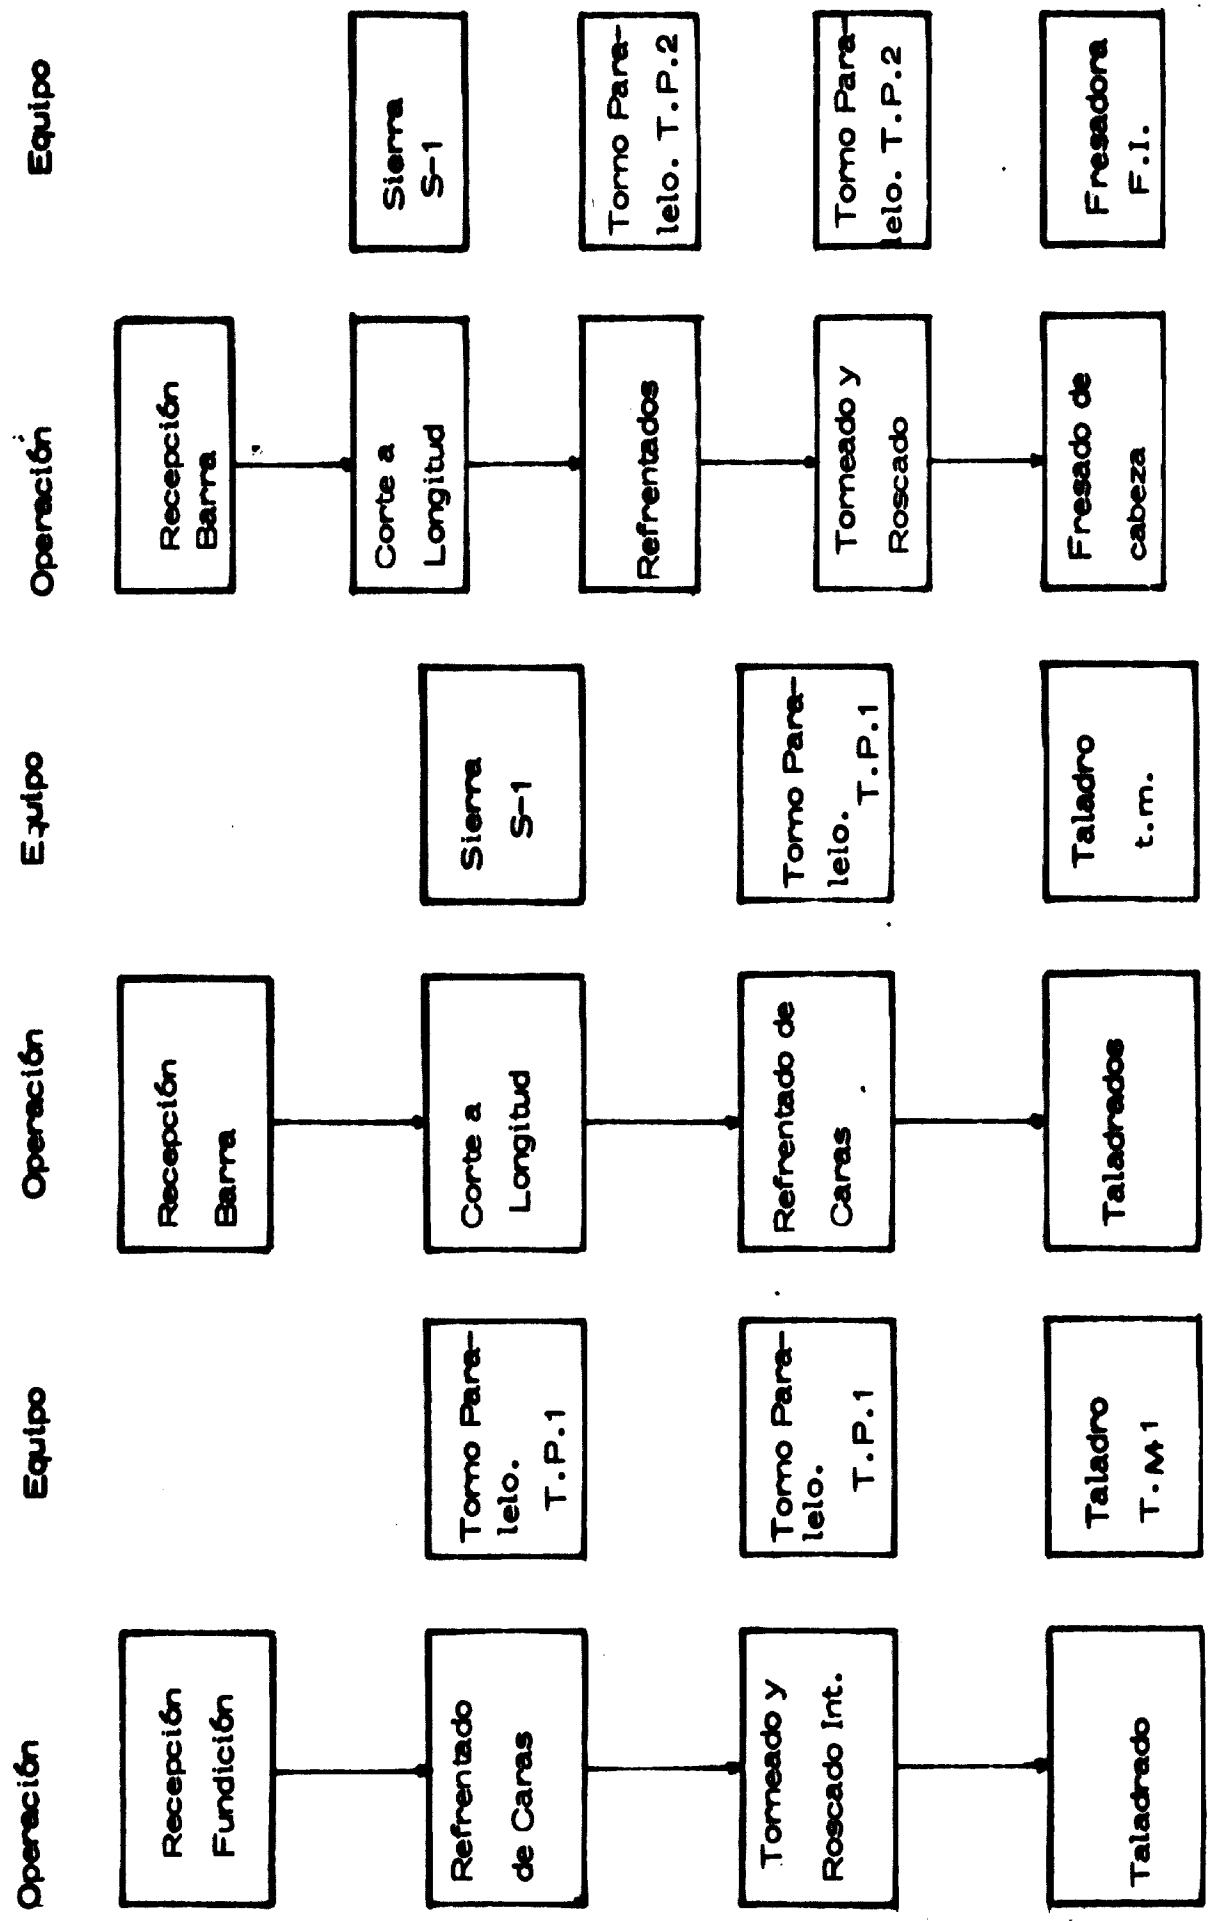 Operación
Recepción
Fundición
Refrentado
de Caras
Torneado y
Roscado Int.
Taladrado
Equipo
Torno Para-
lelo.
T.P.1
Torno Para-
lelo.
T.P.1
Taladro
T.M1
Operación
Recepción
Barra
Corte a
Longitud
Refrentado de
Caras
Taladrados
Equipo
Sierra
S-1
Torno Para-
lelo.
T.P.1
Taladro
t.m.
Operación
Recepción
Barra
Corte a
Longitud
Refrentados
Torneado y
Roscado
Fresado de
cabeza
Equipo
Sierra
S-1
Torno Para-
lelo. T.P.2
Torno Para-
lelo. T.P.2
Fresadora
F.I.